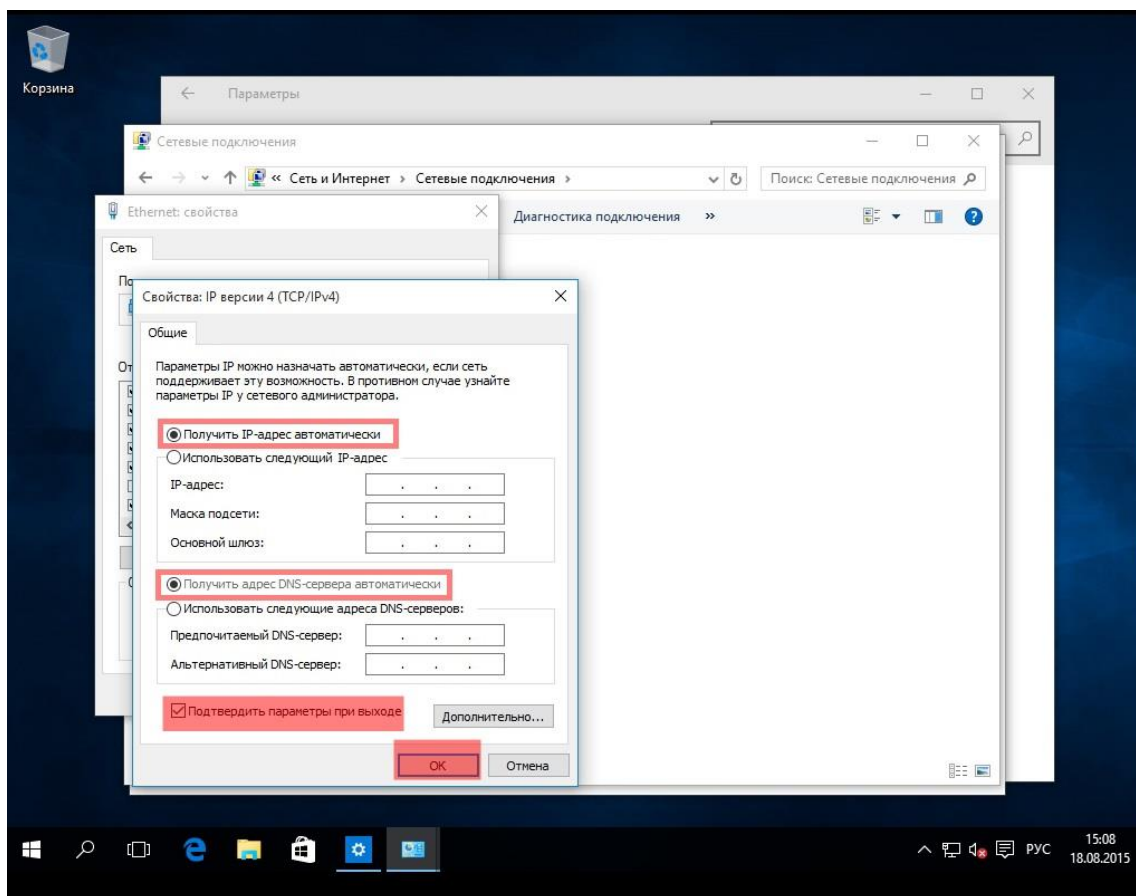 Корзина
Параметры
Сетевые подключения
« Сеть и Интернет › Сетевые подключения ›
Поиск: Сетевые подключения
Ethernet: свойства
Диагностика подключения »
Сеть
Свойства: IP версии 4 (TCP/IPv4)
Общие
Параметры IP можно назначать автоматически, если сеть
поддерживает эту возможность. В противном случае узнайте
параметры IP у сетевого администратора.
Получить IP-адрес автоматически
Использовать следующий IP-адрес
IP-адрес: . . .
Маска подсети: . . .
Основной шлюз: . . .
Получить адрес DNS-сервера автоматически
Использовать следующие адреса DNS-серверов:
Предпочитаемый DNS-сервер: . . .
Альтернативный DNS-сервер: . . .
Подтвердить параметры при выходе
Дополнительно...
ОК
Отмена
РУС
15:08
18.08.2015